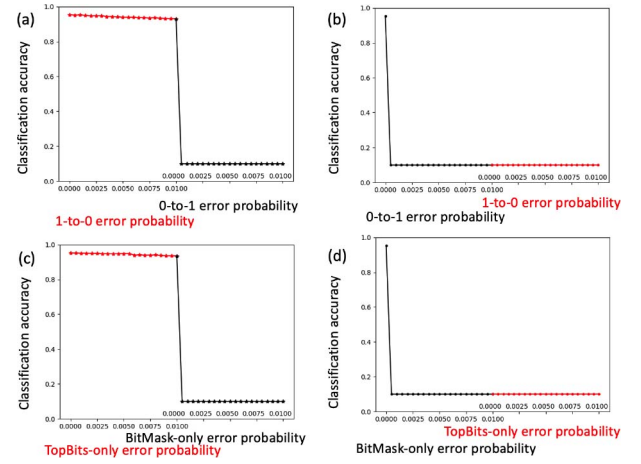 (a)
Classification accuracy
1.0
0.8
0.6
0.4
0.2
0.0
0.0000 0.0025 0.0050 0.0075 0.0100
0.0000 0.0025 0.0050 0.0075 0.0100
0-to-1 error probability
1-to-0 error probability
(b)
Classification accuracy
1.0
0.8
0.6
0.4
0.2
0.0
0.0000 0.0025 0.0050 0.0075 0.0100
0.0000 0.0025 0.0050 0.0075 0.0100
1-to-0 error probability
0-to-1 error probability
(c)
Classification accuracy
1.0
0.8
0.6
0.4
0.2
0.0
0.0000 0.0025 0.0050 0.0075 0.0100
0.0000 0.0025 0.0050 0.0075 0.0100
BitMask-only error probability
TopBits-only error probability
(d)
Classification accuracy
1.0
0.8
0.6
0.4
0.2
0.0
0.0000 0.0025 0.0050 0.0075 0.0100
0.0000 0.0025 0.0050 0.0075 0.0100
TopBits-only error probability
BitMask-only error probability